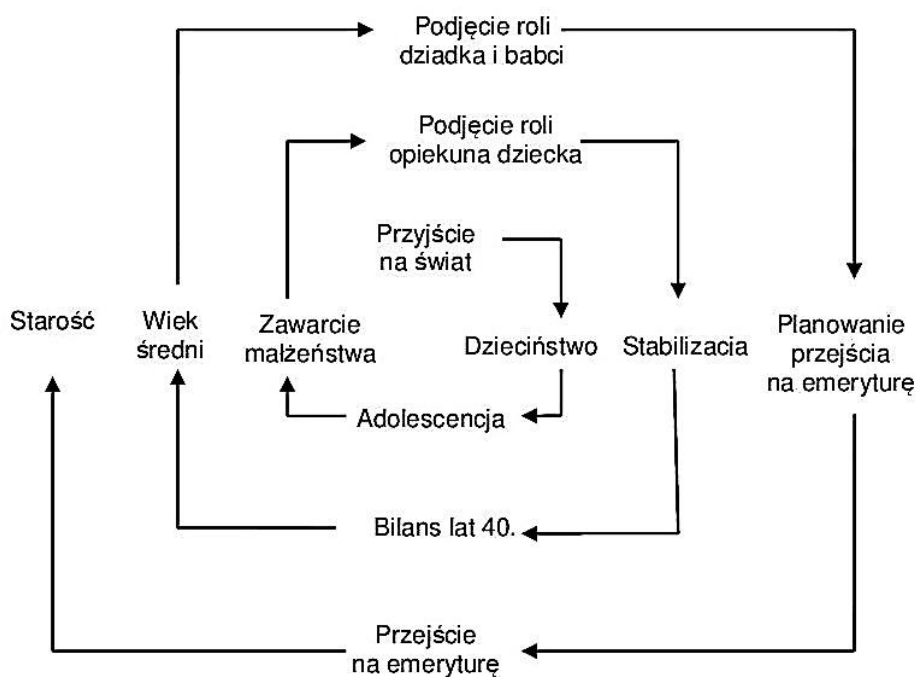 Podjęcie roli
dziadka i babci
Podjęcie roli
opiekuna dziecka
Przyjście
na świat
Starość
Wiek
średni
Zawarcie
małżeństwa
Dzieciństwo
Stabilizacia
Planowanie
przejścia
na emeryturę
Adolescencja
Bilans lat 40.
Przejście
na emeryturę